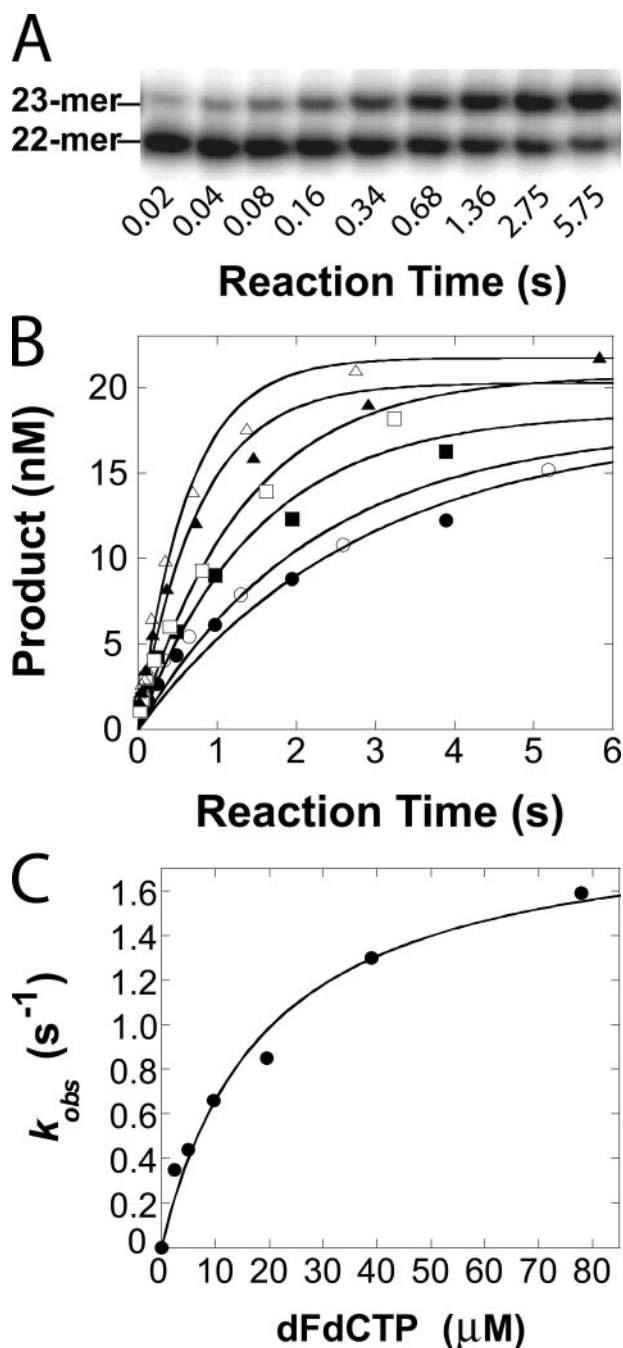 A
23-mer
22-mer
0.02 0.04 0.08 0.16 0.34 0.68 1.36 2.75 5.75
Reaction Time (s)
B
Product (nM)
20
15
10
5
0
0 1 2 3 4 5 6
Reaction Time (s)
C
k_obs (s⁻¹)
1.6
1.4
1.2
1.0
0.8
0.6
0.4
0.2
0
0 10 20 30 40 50 60 70 80
dFdCTP (μM)